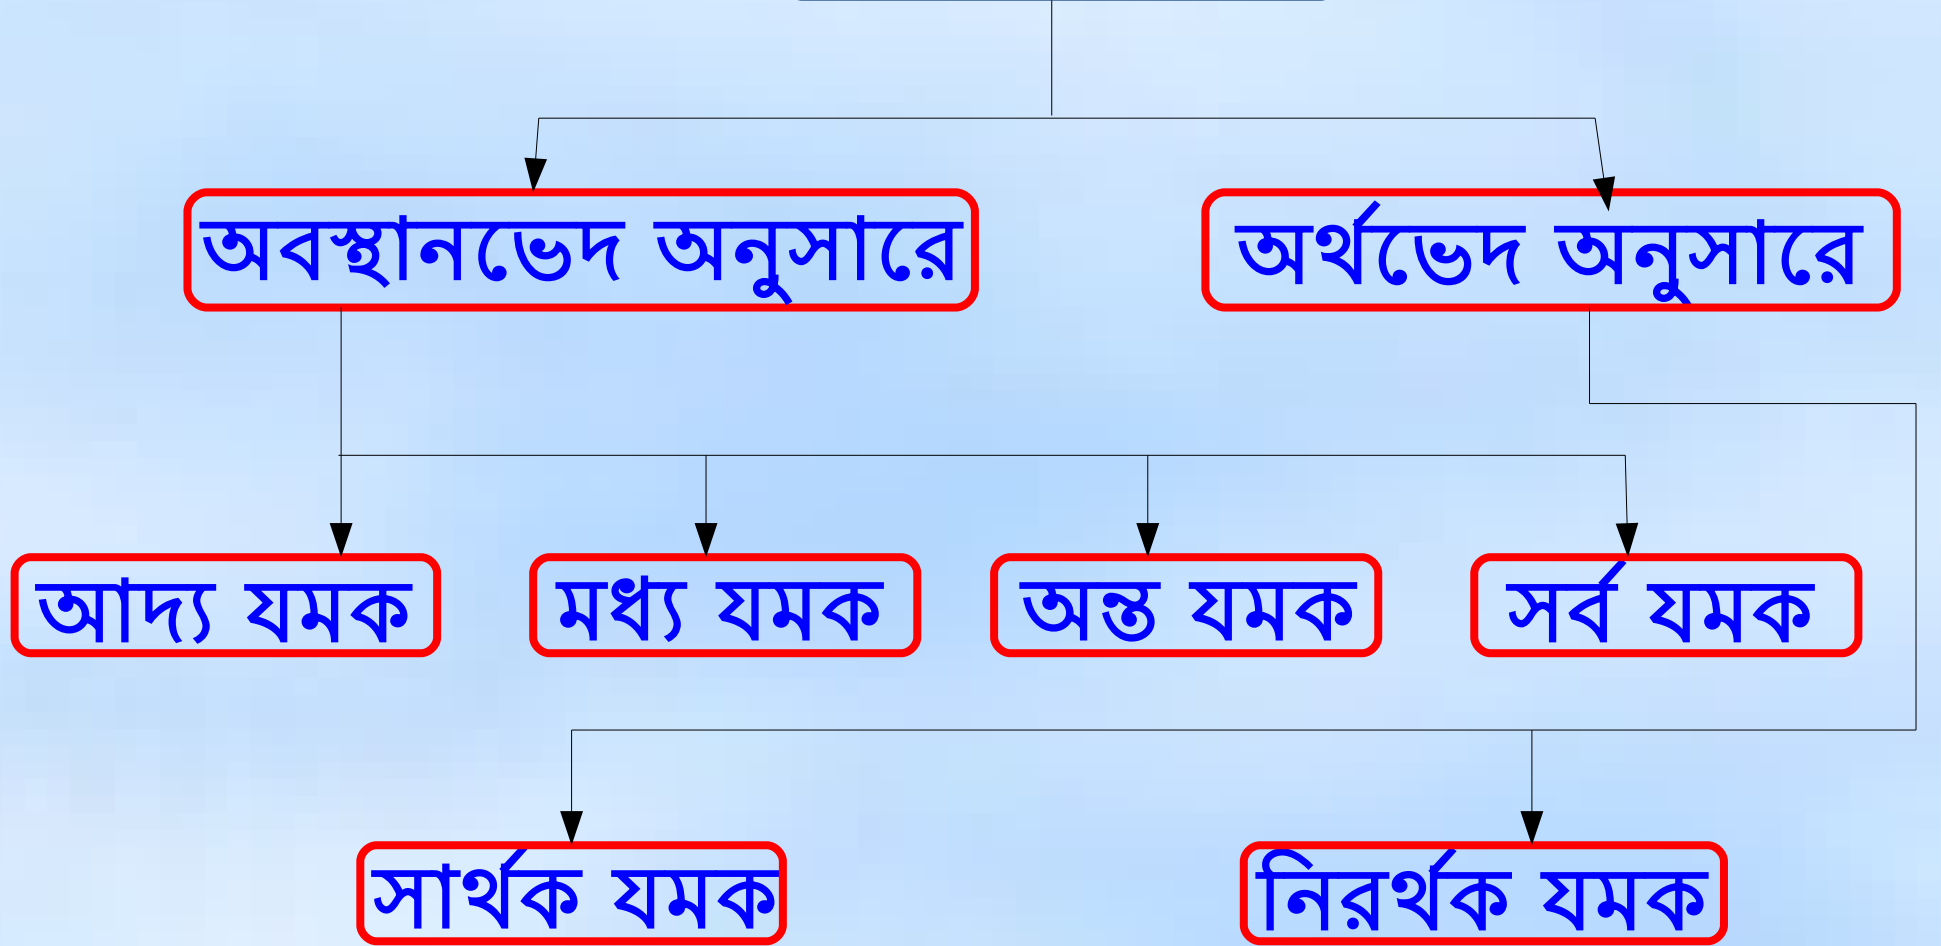 অবস্থানভেদ অনুসারে
অর্থভেদ অনুসারে
আদ্য যমক
মধ্য যমক
অন্ত যমক
সর্ব যমক
সার্থক যমক
নিরর্থক যমক